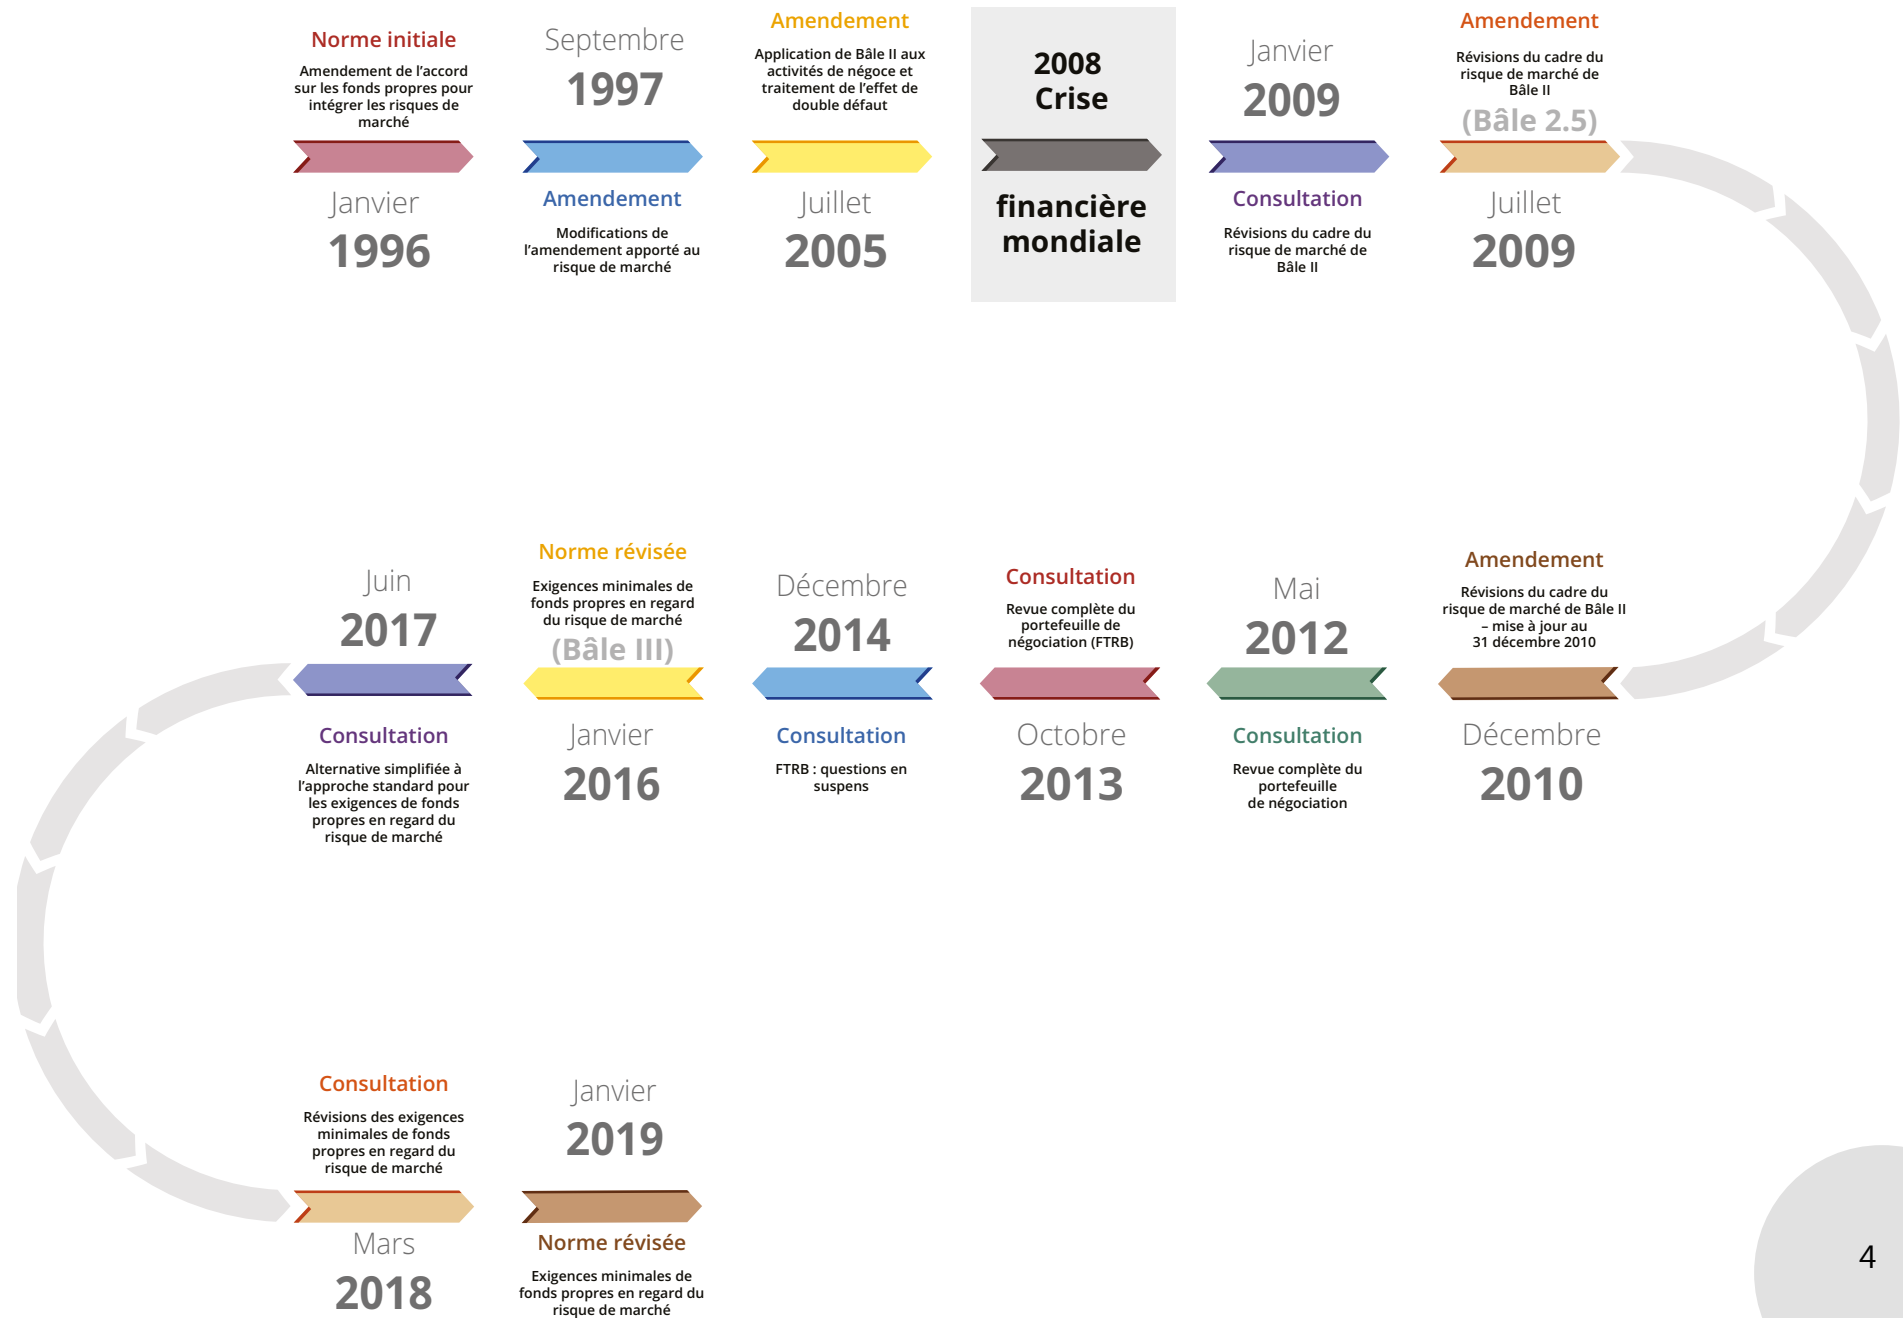 Norme initiale
Amendement de l'accord
sur les fonds propres pour
intégrer les risques de
marché
Janvier
1996
Septembre
1997
Amendement
Modifications de
l'amendement apporté au
risque de marché
Amendement
Application de Bâle II aux
activités de négoce et
traitement de l'effet de
double défaut
Juillet
2005
2008
Crise
financière
mondiale
Janvier
2009
Consultation
Révisions du cadre du
risque de marché de
Bâle II
Amendement
Révisions du cadre du
risque de marché de
Bâle II
(Bâle 2.5)
Juillet
2009
Amendement
Révisions du cadre du
risque de marché de Bâle II
– mise à jour au
31 décembre 2010
Décembre
2010
Mai
2012
Consultation
Revue complète du
portefeuille
de négociation
Consultation
Revue complète du
portefeuille de
négociation (FTRB)
Octobre
2013
Décembre
2014
Consultation
FTRB : questions en
suspens
Norme révisée
Exigences minimales de
fonds propres en regard
du risque de marché
(Bâle III)
Janvier
2016
Juin
2017
Consultation
Alternative simplifiée à
l'approche standard pour
les exigences de fonds
propres en regard du
risque de marché
Consultation
Révisions des exigences
minimales de fonds
propres en regard du
risque de marché
Mars
2018
Janvier
2019
Norme révisée
Exigences minimales de
fonds propres en regard du
risque de marché
4